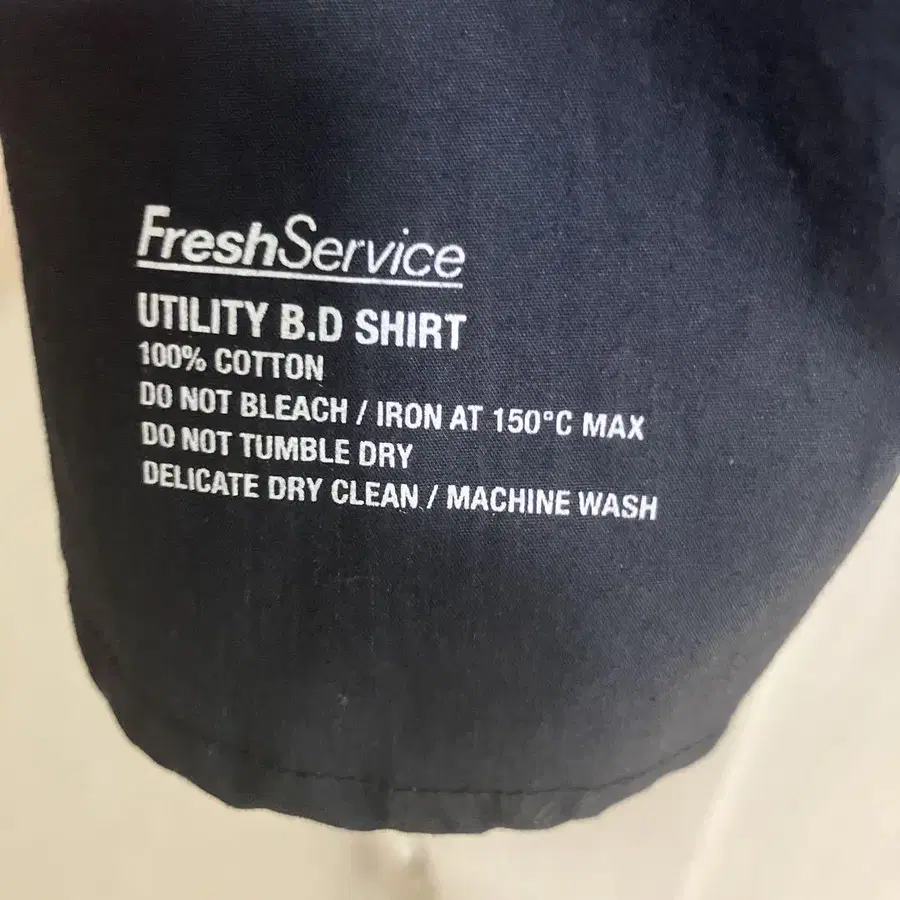 FreshService
UTILITY B.D SHIRT
100% COTTON
DO NOT BLEACH / IRON AT 150°C MAX
DO NOT TUMBLE DRY
DELICATE DRY CLEAN / MACHINE WASH